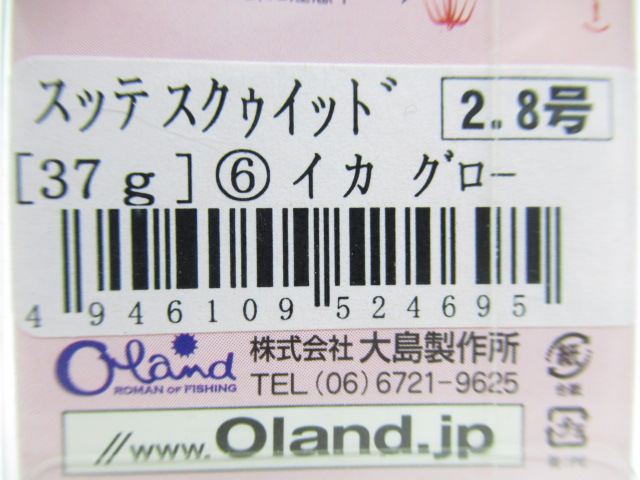 スッテ スクゥイッド 2.8号
[37g]⑥イカ グロー
4 946109 524695
Oland 株式会社 大島製作所
ROMAN OF FISHING TEL(06)6721-9625
//www.Oland.jp
紙